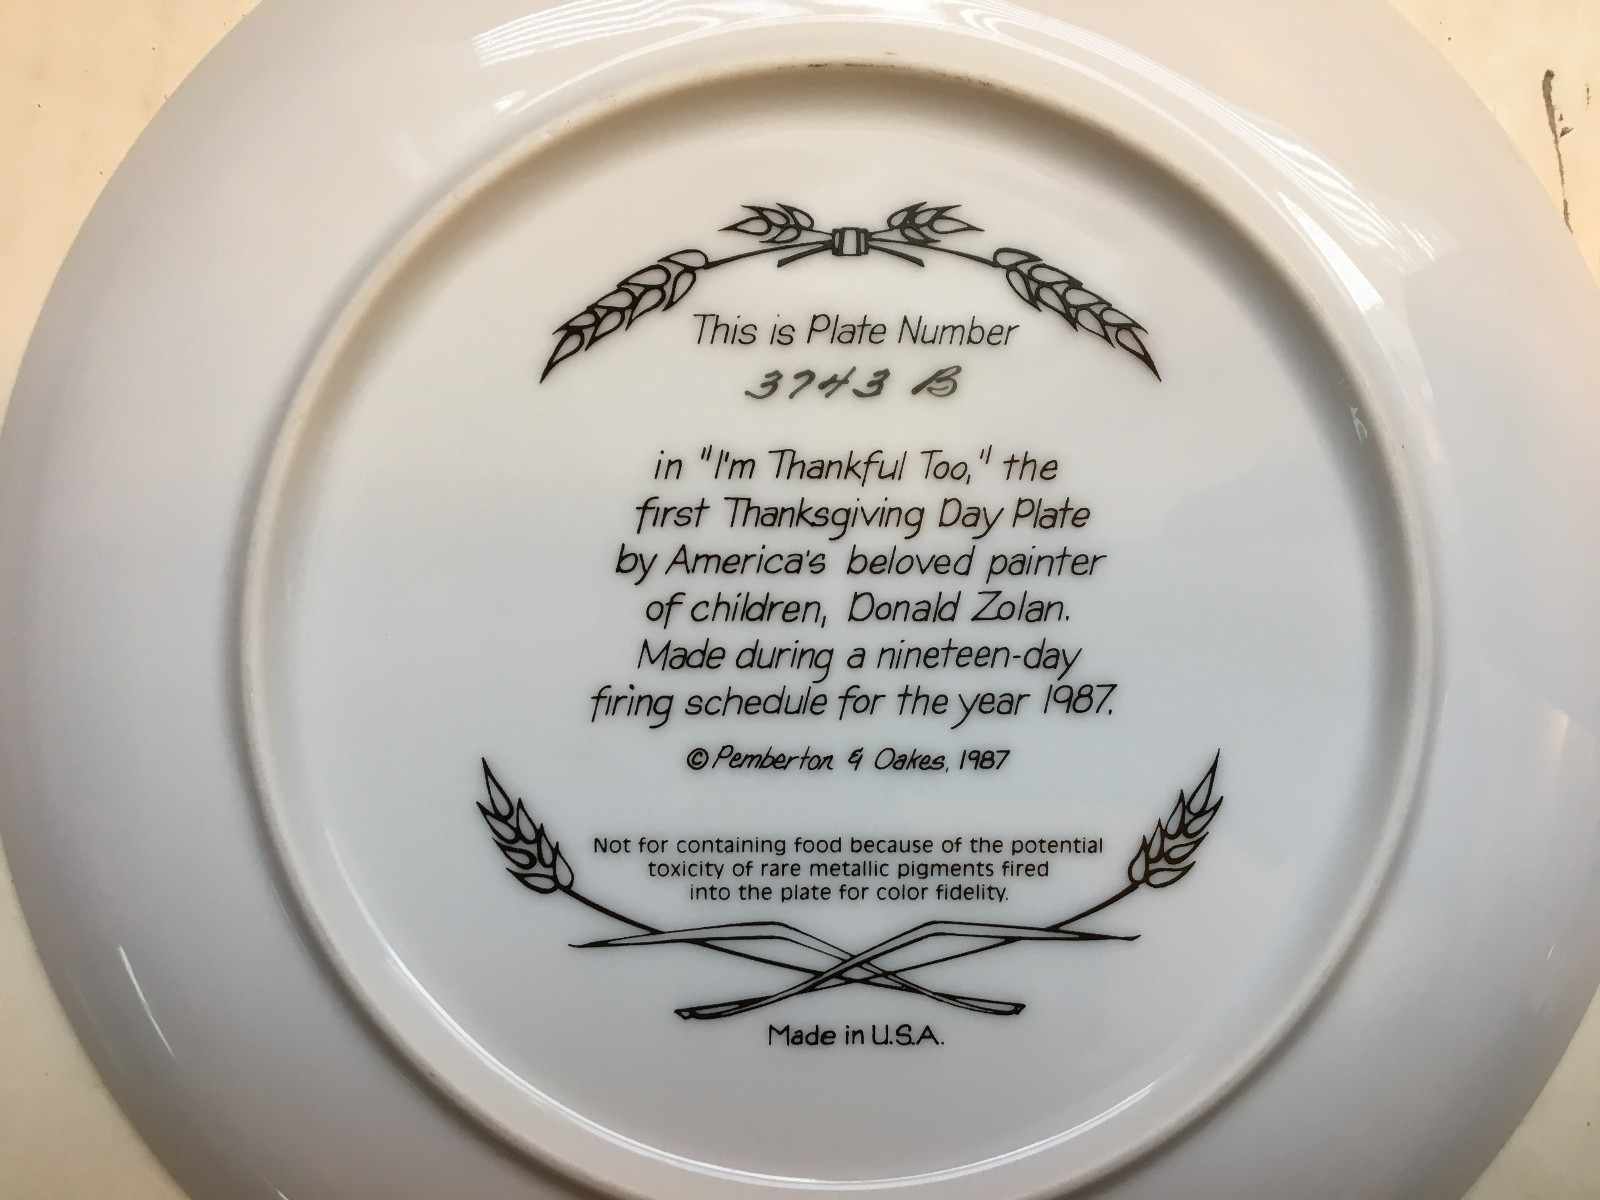 This is Plate Number
3743 B
in "I'm Thankful Too," the
first Thanksgiving Day Plate
by America's beloved painter
of children, Donald Zolan.
Made during a nineteen-day
firing schedule for the year 1987.
© Pemberton & Oakes, 1987
Not for containing food because of the potential
toxicity of rare metallic pigments fired
into the plate for color fidelity.
Made in U.S.A.